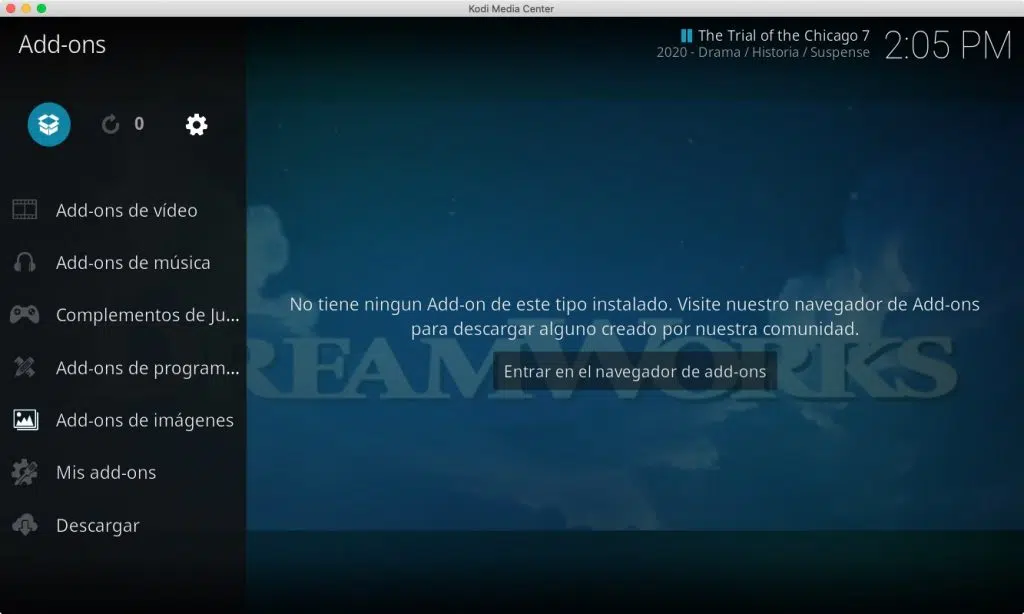 Kodi Media Center
Add-ons
The Trial of the Chicago 7
2020 - Drama / Historia / Suspense
2:05 PM
0
Add-ons de vídeo
Add-ons de música
Complementos de Ju...
Add-ons de program...
Add-ons de imágenes
Mis add-ons
Descargar
No tiene ningun Add-on de este tipo instalado. Visite nuestro navegador de Add-ons
para descargar alguno creado por nuestra comunidad.
Entrar en el navegador de add-ons
REAMWORKS